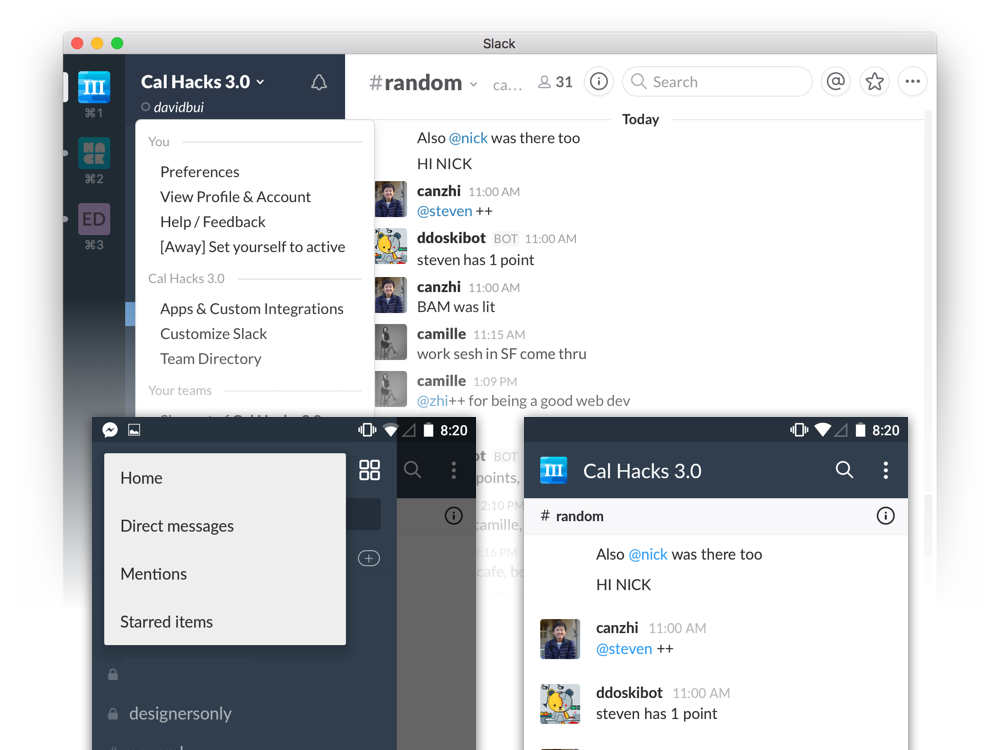 Slack
III
⌘1
HACK
⌘2
ED
⌘3
Cal Hacks 3.0
davidbui
You
Preferences
View Profile & Account
Help / Feedback
[Away] Set yourself to active
Cal Hacks 3.0
Apps & Custom Integrations
Customize Slack
Team Directory
Your teams
#random
ca...
31
Search
@
Today
Also @nick was there too
HI NICK
canzhi 11:00 AM
@steven ++
ddoskibot BOT 11:00 AM
steven has 1 point
canzhi 11:00 AM
BAM was lit
camille 11:15 AM
work sesh in SF come thru
camille 1:09 PM
@zhi++ for being a good web dev
BOT
points,
2:10 PM
camille,
16 PM
cafe, be
8:20
Home
Direct messages
Mentions
Starred items
designersonly
8:20
III
Cal Hacks 3.0
# random
Also @nick was there too
HI NICK
canzhi 11:00 AM
@steven ++
ddoskibot 11:00 AM
steven has 1 point